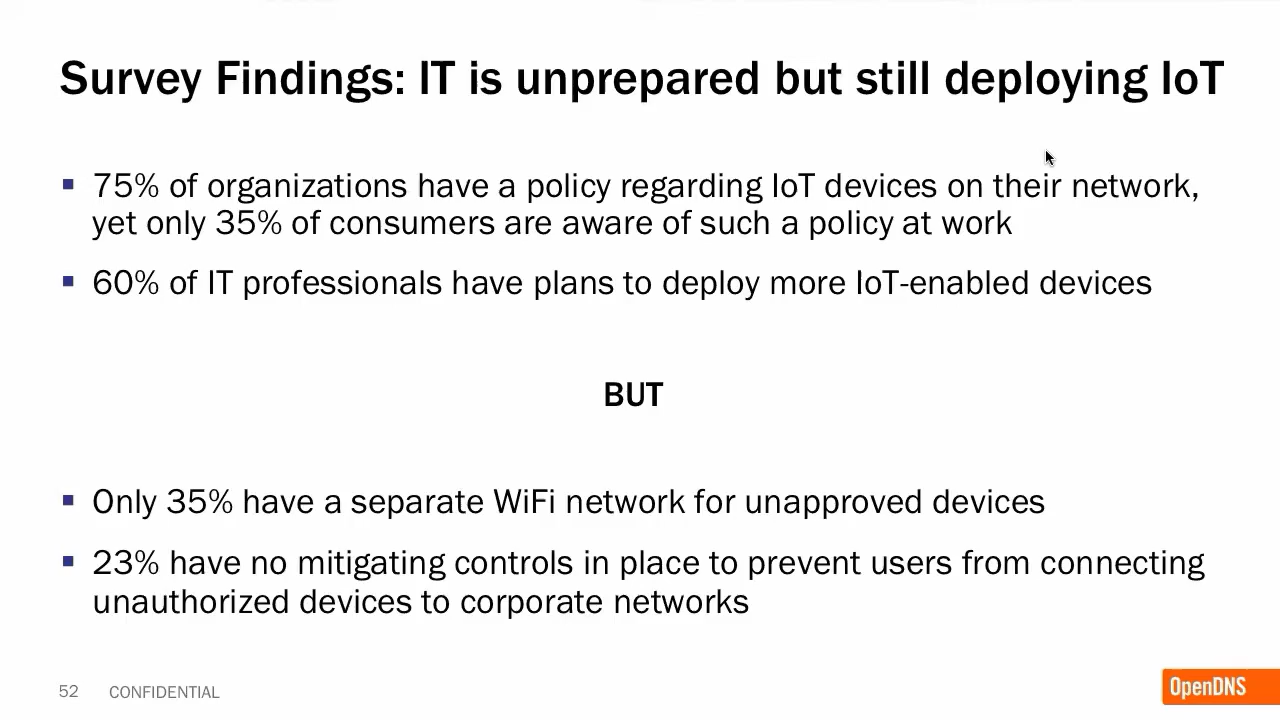 Survey Findings: IT is unprepared but still deploying IoT
75% of organizations have a policy regarding IoT devices on their network,
yet only 35% of consumers are aware of such a policy at work
60% of IT professionals have plans to deploy more IoT-enabled devices
BUT
Only 35% have a separate WiFi network for unapproved devices
23% have no mitigating controls in place to prevent users from connecting
unauthorized devices to corporate networks
52 CONFIDENTIAL
OpenDNS